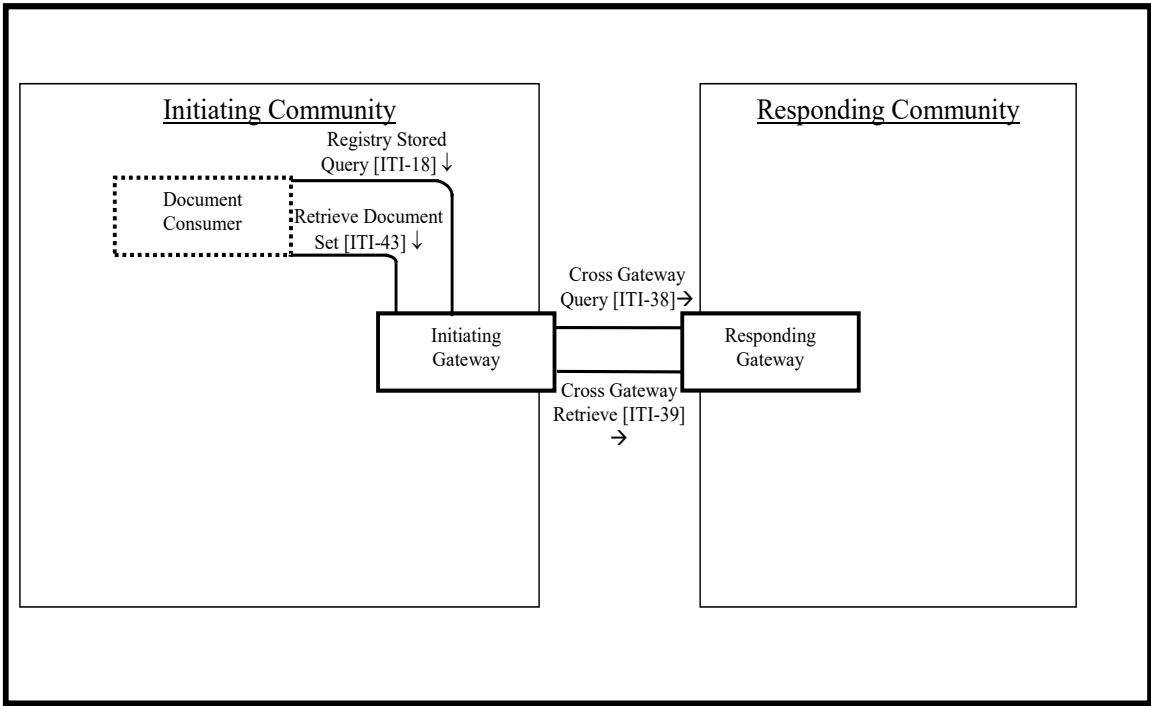 Initiating Community
Responding Community
Registry Stored
Query [ITI-18] ↓
Document
Consumer
Retrieve Document
Set [ITI-43] ↓
Cross Gateway
Query [ITI-38]→
Initiating
Gateway
Responding
Gateway
Cross Gateway
Retrieve [ITI-39]
→